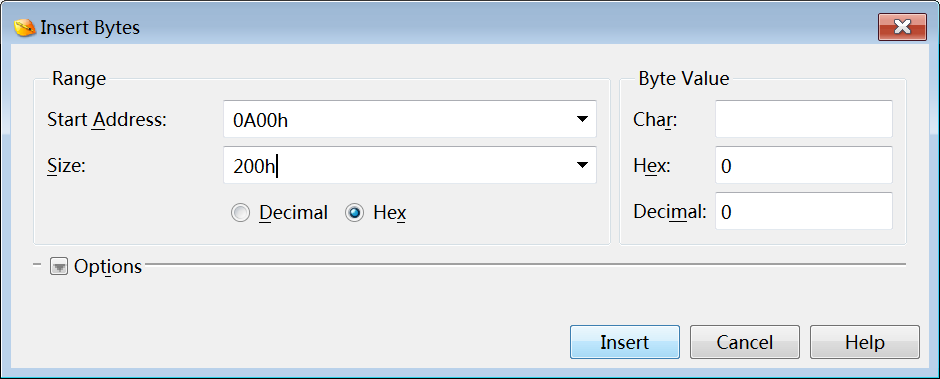 Insert Bytes
Range
Start Address: 0A00h
Size: 200h
Decimal Hex
Byte Value
Char:
Hex: 0
Decimal: 0
Options
Insert Cancel Help